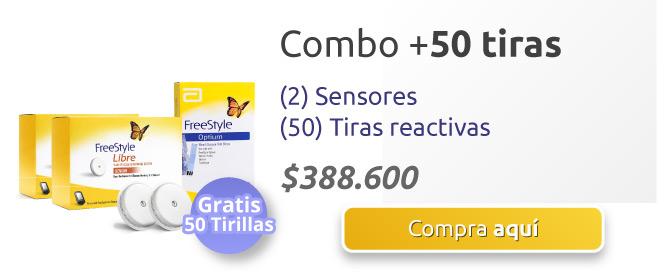 Combo +50 tiras
(2) Sensores
(50) Tiras reactivas
$388.600
Compra aquí
FreeStyle
Optium
FreeStyle
Libre
Gratis
50 Tirillas